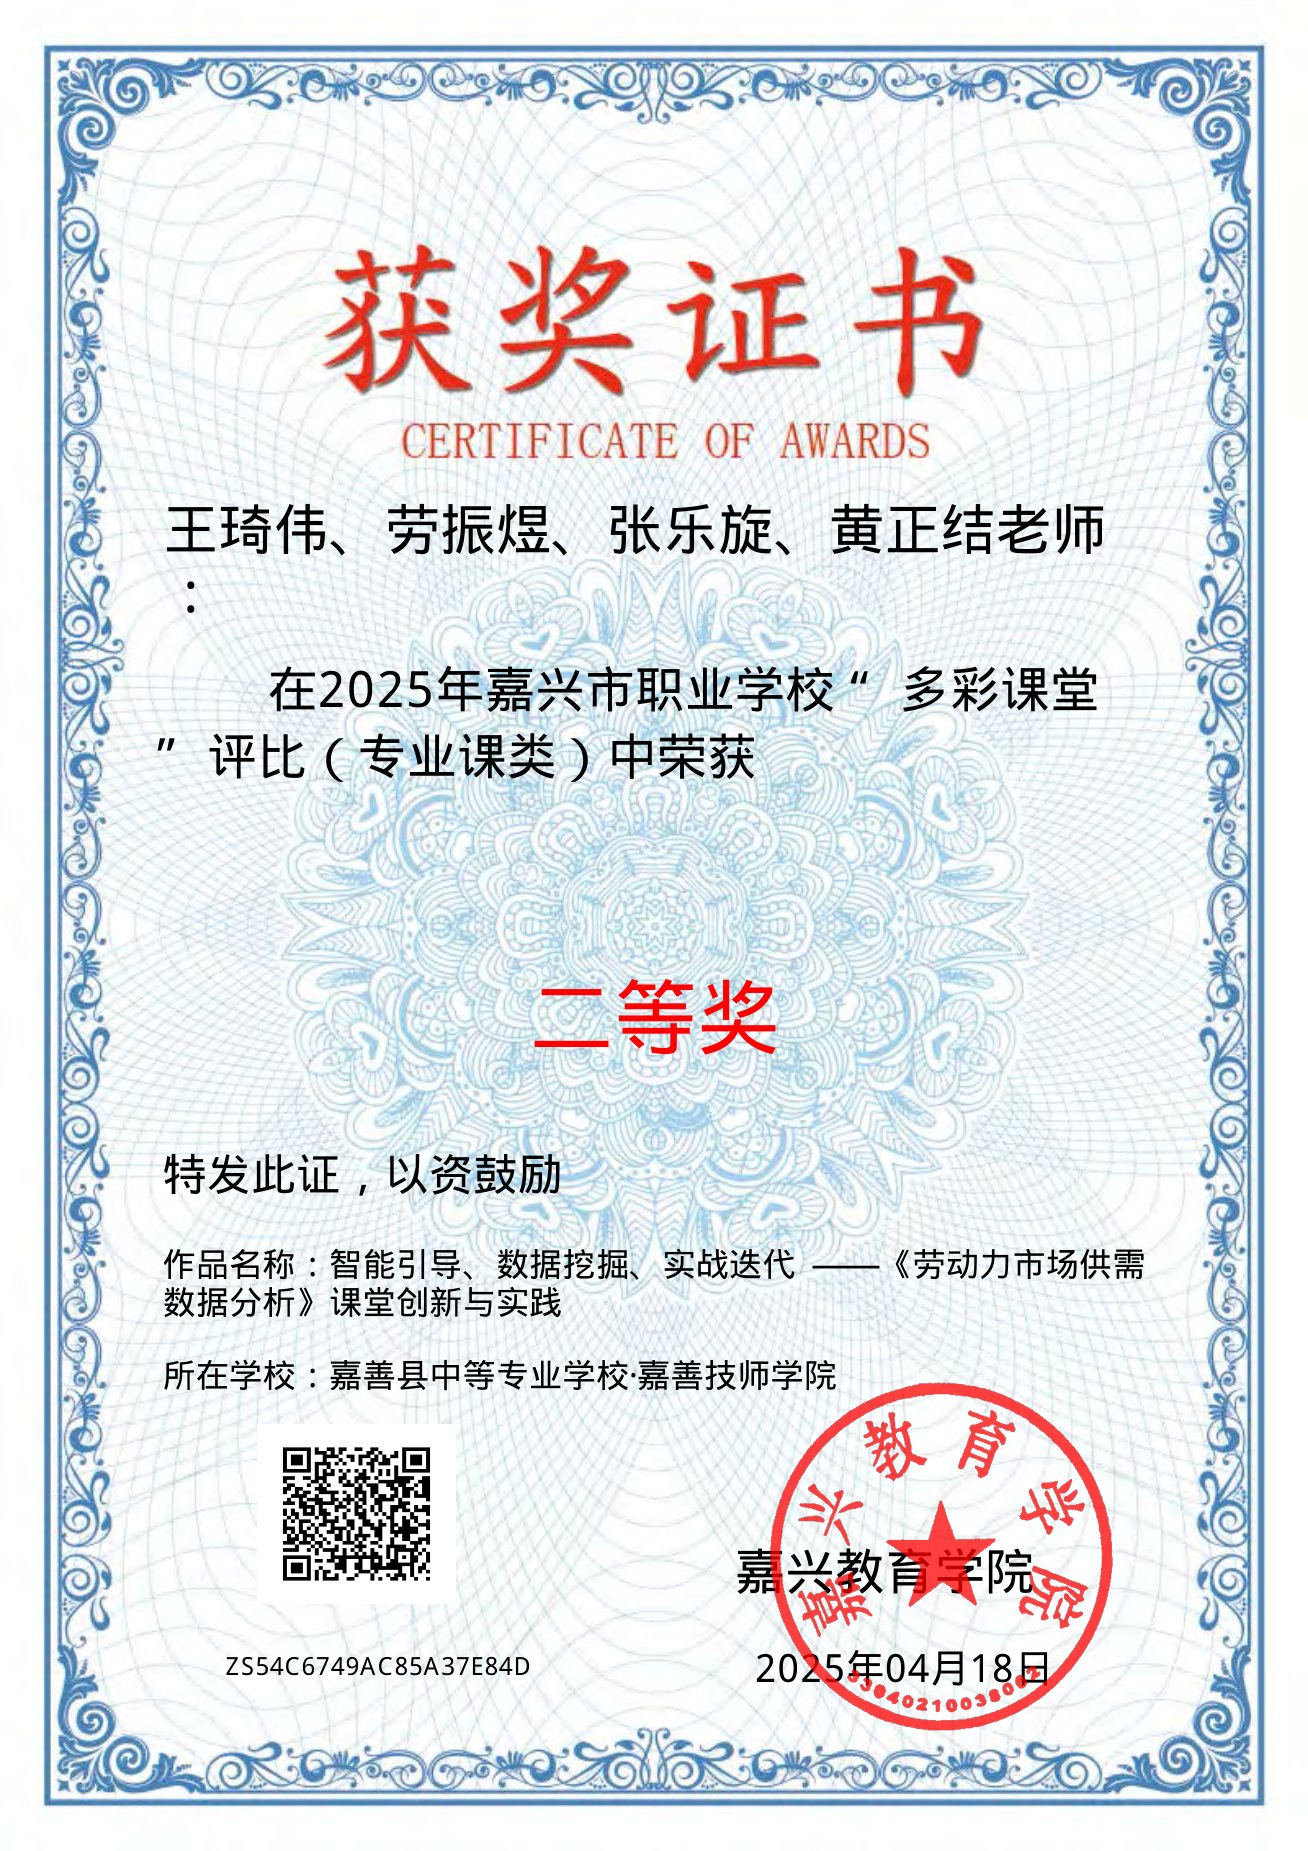 获奖证书
CERTIFICATE OF AWARDS
王琦伟、劳振煜、张乐旋、黄正结老师
：
在2025年嘉兴市职业学校“多彩课堂
”评比（专业课类）中荣获
二等奖
特发此证，以资鼓励
作品名称：智能引导、数据挖掘、实战迭代 ——《劳动力市场供需
数据分析》课堂创新与实践
所在学校：嘉善县中等专业学校·嘉善技师学院
嘉兴教育学院
嘉兴教育学院
ZS54C6749AC85A37E84D
2025年04月18日